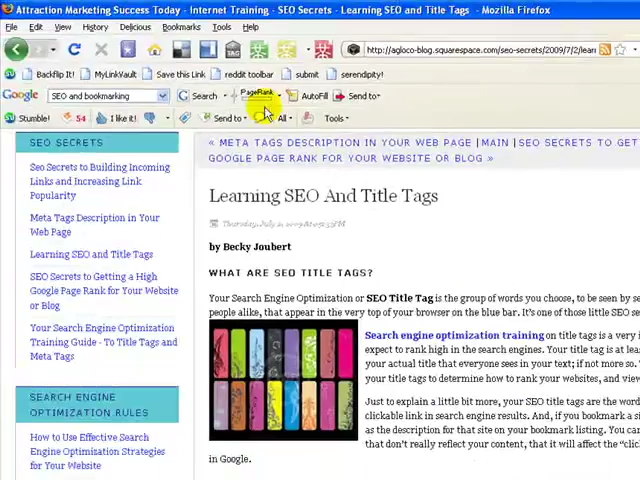 Attraction Marketing Success Today - Internet Training - SEO Secrets - Learning SEO and Title Tags - Mozilla Firefox
File Edit View History Delicious Bookmarks Tools Help
http://agloco-blog.squarespace.com/seo-secrets/2009/7/2/learn
Backflip It! MyLinkVault Save this Link reddit toolbar submit serendipity!
Google SEO and bookmarking Search PageRank AutoFill Send to
Stumble! 54 I like it! Send to All Tools
SEO SECRETS
Seo Secrets to Building Incoming
Links and Increasing Link
Popularity
Meta Tags Description in Your
Web Page
Learning SEO and Title Tags
SEO Secrets to Getting a High
Google Page Rank for Your Website
or Blog
Your Search Engine Optimization
Training Guide - To Title Tags and
Meta Tags
SEARCH ENGINE
OPTIMIZATION RULES
How to Use Effective Search
Engine Optimization Strategies
for Your Website
« META TAGS DESCRIPTION IN YOUR WEB PAGE | MAIN | SEO SECRETS TO GET
GOOGLE PAGE RANK FOR YOUR WEBSITE OR BLOG »
Learning SEO And Title Tags
Thursday, July 2, 2009 At
by Becky Joubert
WHAT ARE SEO TITLE TAGS?
Your Search Engine Optimization or SEO Title Tag is the group of words you choose, to be seen by se
people alike, that appear in the very top of your browser on the blue bar. It's one of those little SEO se
Search engine optimization training on title tags is a very i
expect to rank high in the search engines. Your title tag is at leas
your actual title that everyone sees in your text; if not more so. T
your title tags to determine how to rank your websites, and view
Just to explain a little bit more, your SEO title tags are the word
clickable link in search engine results. And, if you bookmark a si
as the description for that site on your bookmark listing. You can
that don't really reflect your content, that it will affect the "click
in Google.